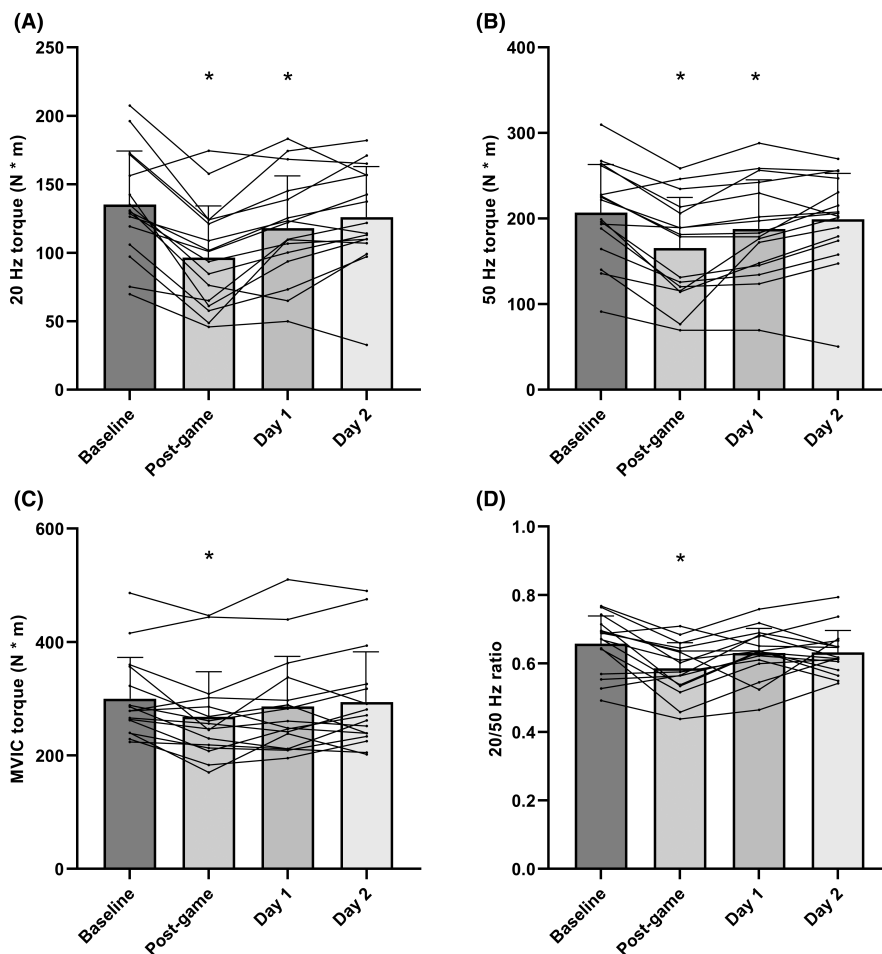 (A)
250
200
150
100
50
0
20 Hz torque (N * m)
*
*
Baseline
Post-game
Day 1
Day 2
(B)
400
300
200
100
0
50 Hz torque (N * m)
*
*
Baseline
Post-game
Day 1
Day 2
(C)
600
400
200
0
MVIC torque (N * m)
*
Baseline
Post-game
Day 1
Day 2
(D)
1.0
0.8
0.6
0.4
0.2
0.0
20/50 Hz ratio
*
Baseline
Post-game
Day 1
Day 2